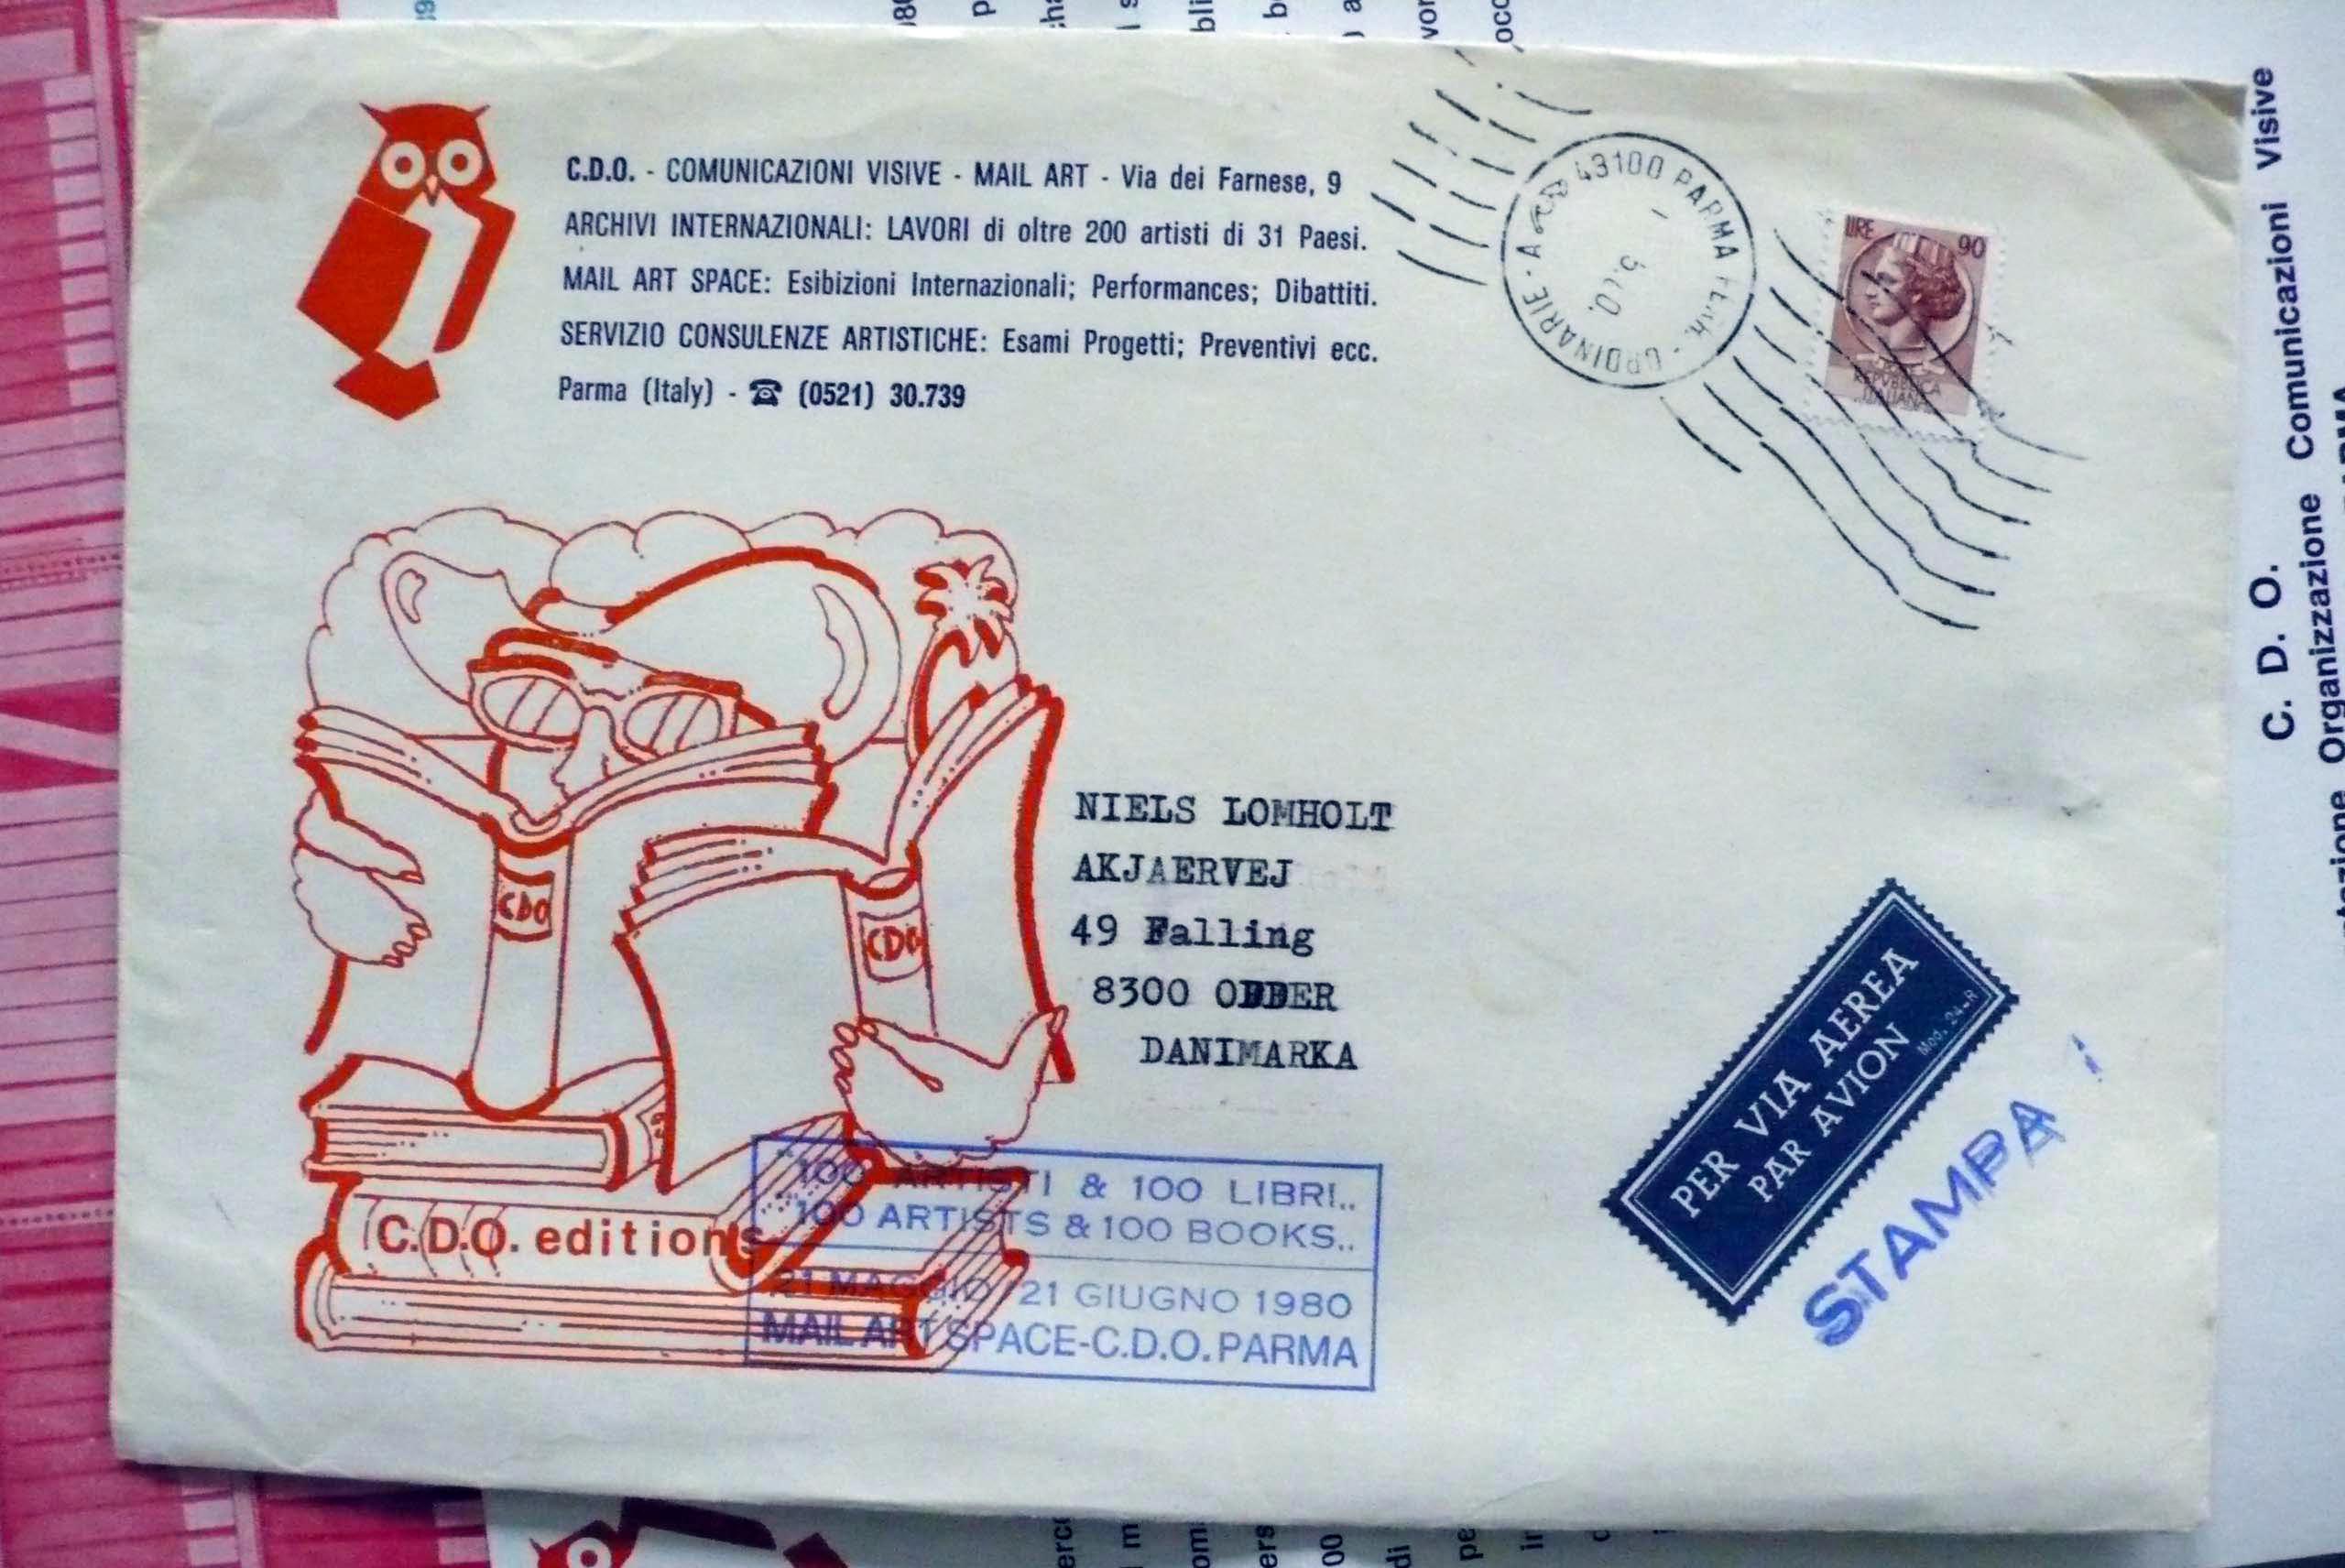 C.D.O. - COMUNICAZIONI VISIVE - MAIL ART - Via dei Farnese, 9
ARCHIVI INTERNAZIONALI: LAVORI di oltre 200 artisti di 31 Paesi.
MAIL ART SPACE: Esibizioni Internazionali; Performances; Dibattiti.
SERVIZIO CONSULENZE ARTISTICHE: Esami Progetti; Preventivi ecc.
Parma (Italy) - ☎ (0521) 30.739
43100 PARMA
ORDINARIE - A
LIRE 90
REPVBBLICA
ITALIANA
CDO
CDO
NIELS LOMHOLT
AKJAERVEJ
49 Falling
8300 ODDER
DANIMARKA
C.D.O. editions
"100 ARTISTI & 100 LIBRI..
100 ARTISTS & 100 BOOKS..
21 MAGGIO/21 GIUGNO 1980
MAIL ART SPACE-C.D.O. PARMA
PER VIA AEREA
PAR AVION
Mod. 24-R
STAMPA
C. D. O.
Organizzazione Comunicazioni Visive